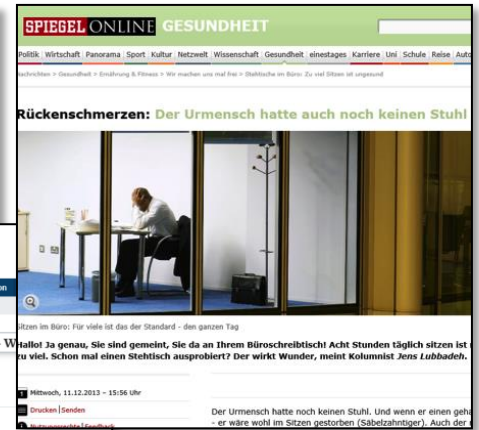 SPIEGEL ONLINE GESUNDHEIT
Politik | Wirtschaft | Panorama | Sport | Kultur | Netzwelt | Wissenschaft | Gesundheit | einestages | Karriere | Uni | Schule | Reise | Auto
Nachrichten > Gesundheit > Ernährung & Fitness > Wir machen uns mal frei > Stehtische im Büro: Zu viel Sitzen ist ungesund
Rückenschmerzen: Der Urmensch hatte auch noch keinen Stuhl
Sitzen im Büro: Für viele ist das der Standard - den ganzen Tag
Hallo! Ja genau, Sie sind gemeint, Sie da an Ihrem Büroschreibtisch! Acht Stunden täglich sitzen ist
zu viel. Schon mal einen Stehtisch ausprobiert? Der wirkt Wunder, meint Kolumnist Jens Lubbadeh.
Mittwoch, 11.12.2013 – 15:56 Uhr
Drucken | Senden
Nutzungsrechte | Feedback
Der Urmensch hatte noch keinen Stuhl. Und wenn er einen
- er wäre wohl im Sitzen gestorben (Säbelzahntiger). Auch der